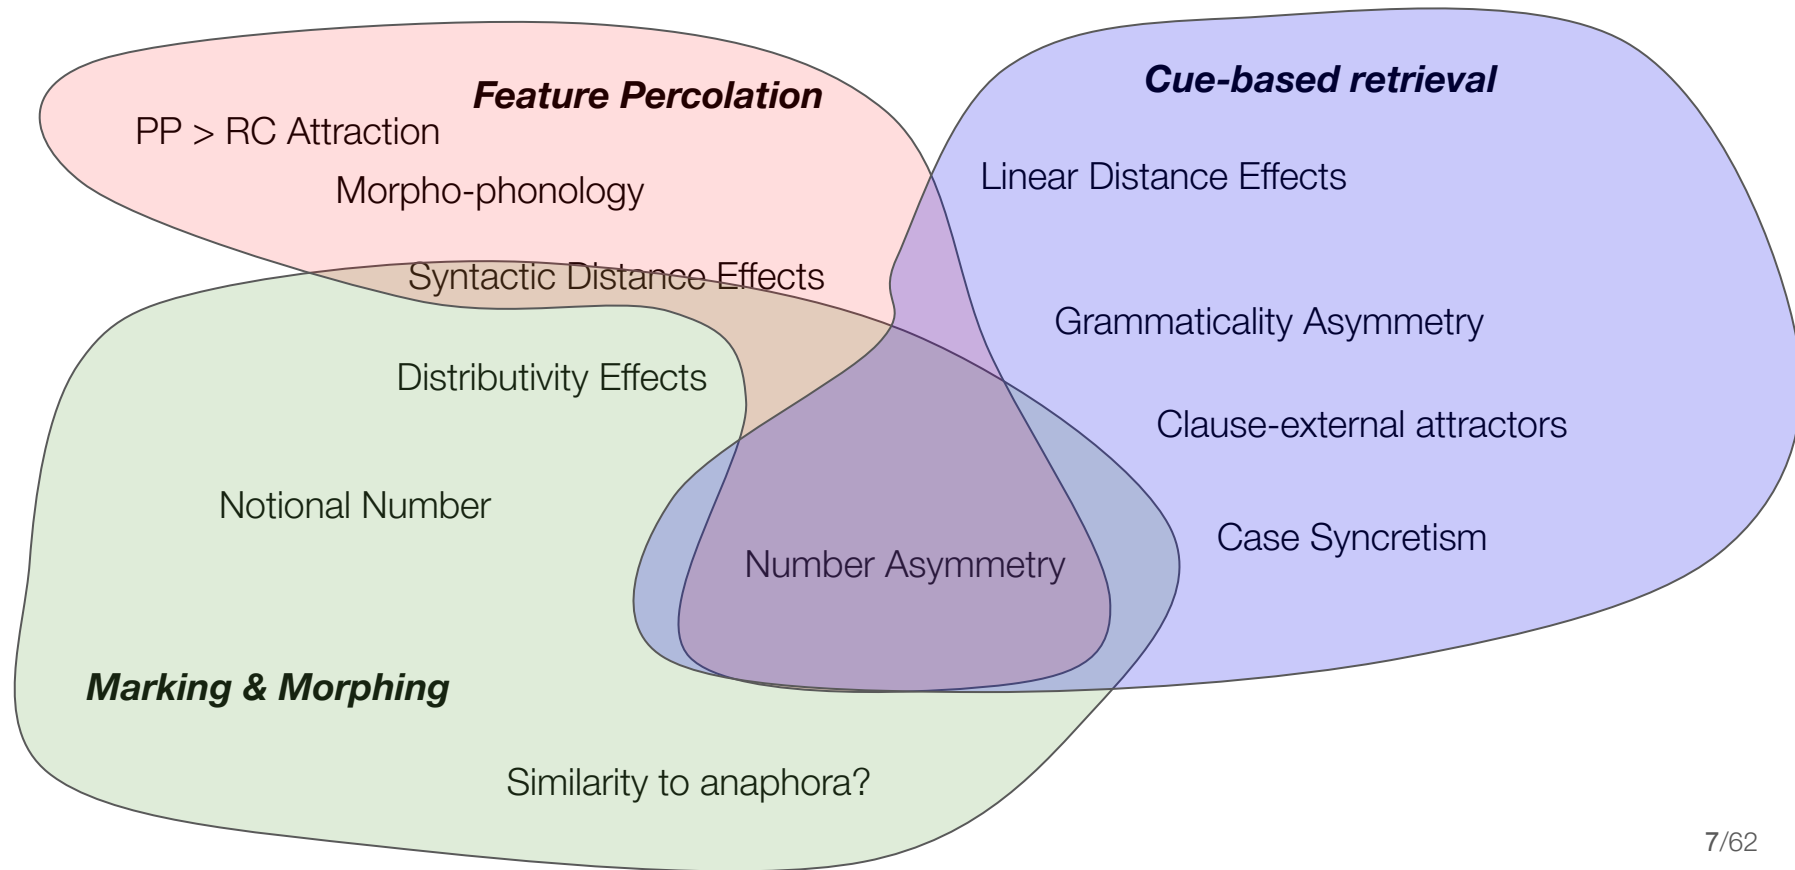 Feature Percolation
PP > RC Attraction
Morpho-phonology
Syntactic Distance Effects
Cue-based retrieval
Linear Distance Effects
Grammaticality Asymmetry
Clause-external attractors
Case Syncretism
Distributivity Effects
Notional Number
Number Asymmetry
Marking & Morphing
Similarity to anaphora?
7/62